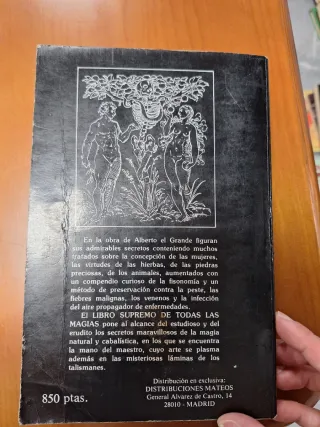 En la obra de Alberto el Grande figuran
sus admirables secretos conteniendo muchos
tratados sobre la concepción de las mujeres,
las virtudes de las hierbas, de las piedras
preciosas, de los animales, aumentados con
un compendio curioso de la fisonomía y un
método de preservación contra la peste, las
fiebres malignas, los venenos y la infección
del aire propagador de enfermedades.
El LIBRO SUPREMO DE TODAS LAS
MAGIAS pone al alcance del estudioso y del
erudito los secretos maravillosos de la magia
natural y cabalística, en los que se encuentra
la mano del maestro, cuyo arte se plasma
además en las misteriosas láminas de los
talismanes.
Distribución en exclusiva:
DISTRIBUCIONES MATEOS
General Alvarez de Castro, 14
28010 - MADRID
850 ptas.